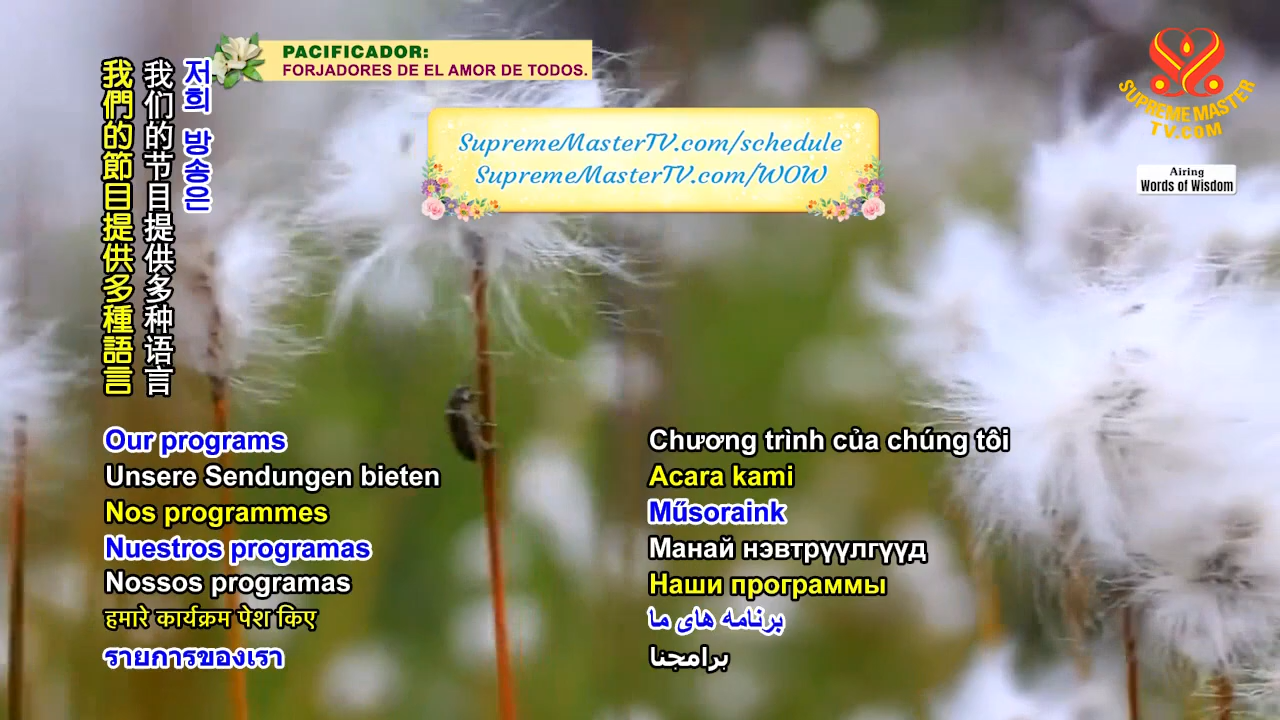 PACIFICADOR:
FORJADORES DE EL AMOR DE TODOS.
SupremeMasterTV.com/schedule
SupremeMasterTV.com/WOW
SUPREME MASTER
TV.COM
Airing
Words of Wisdom
我們的節目提供多種語言
我们的节目提供多种语言
저희 방송은
Our programs
Unsere Sendungen bieten
Nos programmes
Nuestros programas
Nossos programas
हमारे कार्यक्रम पेश किए
รายการของเรา
Chương trình của chúng tôi
Acara kami
Műsoraink
Манай нэвтрүүлгүүд
Наши программы
برنامه های ما
برامجنا